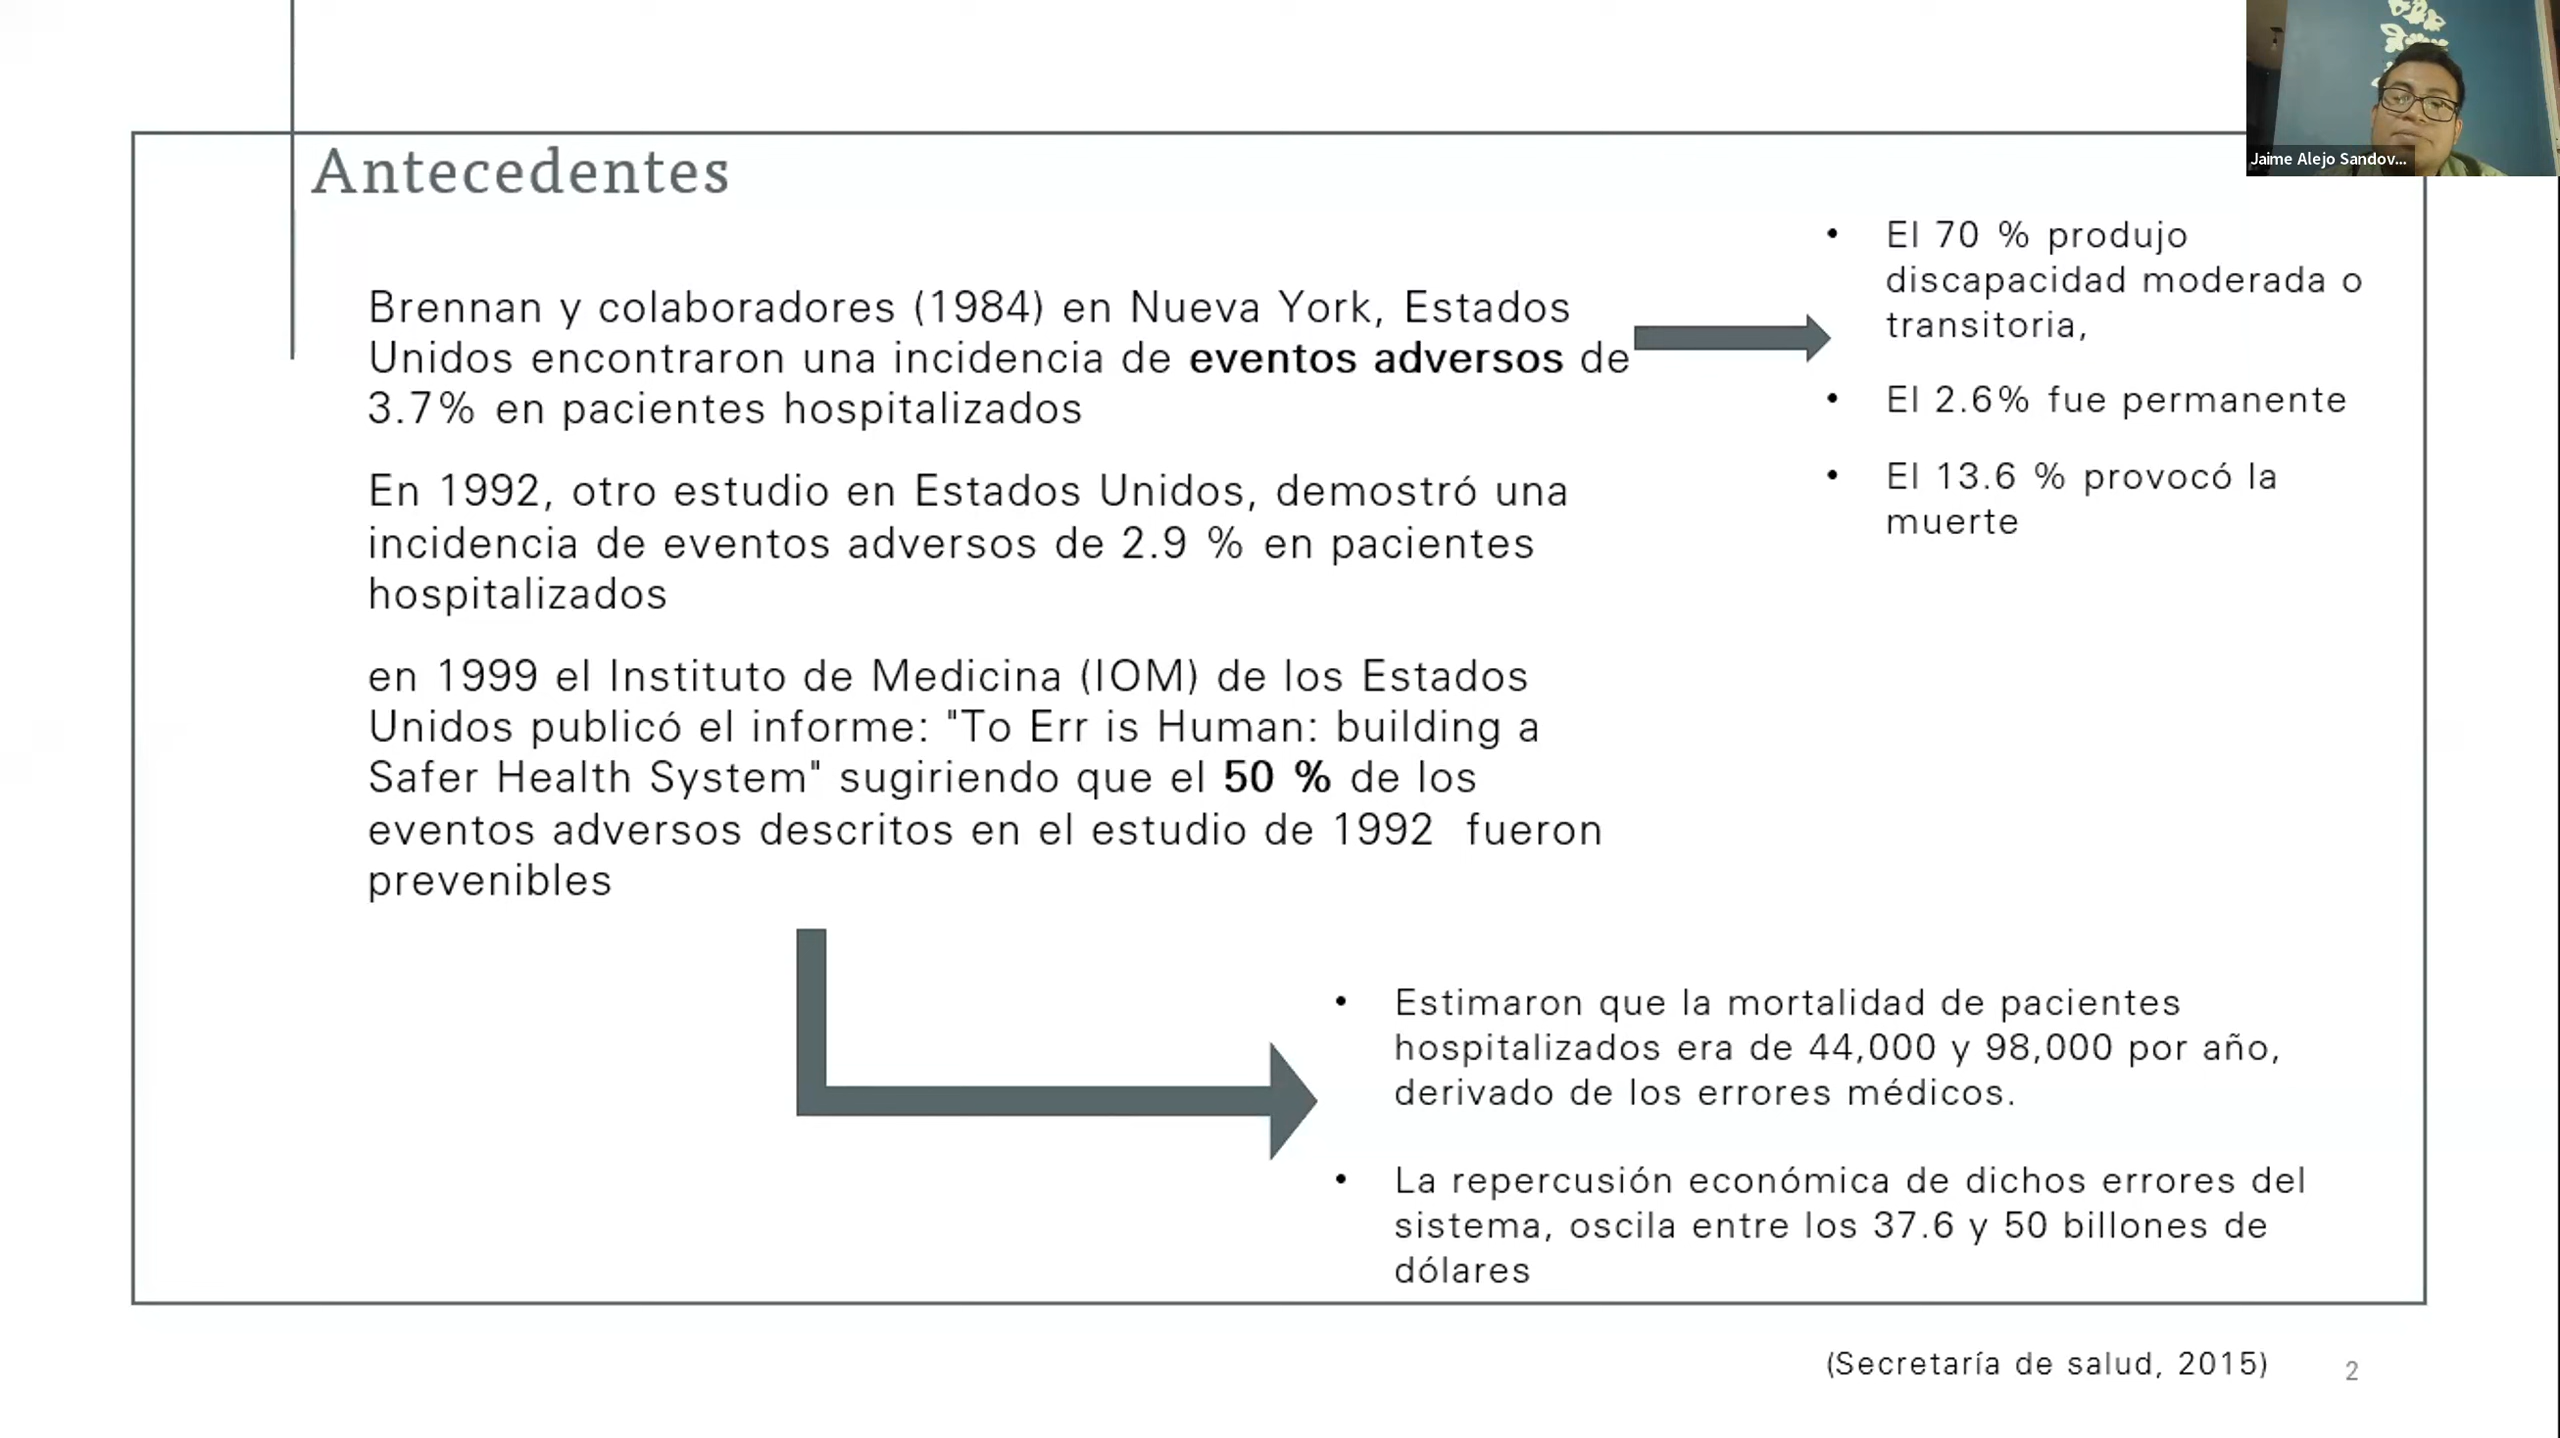 Antecedentes
Brennan y colaboradores (1984) en Nueva York, Estados
Unidos encontraron una incidencia de eventos adversos de
3.7% en pacientes hospitalizados
En 1992, otro estudio en Estados Unidos, demostró una
incidencia de eventos adversos de 2.9 % en pacientes
hospitalizados
en 1999 el Instituto de Medicina (IOM) de los Estados
Unidos publicó el informe: "To Err is Human: building a
Safer Health System" sugiriendo que el 50 % de los
eventos adversos descritos en el estudio de 1992  fueron
prevenibles
• El 70 % produjo
discapacidad moderada o
transitoria,
• El 2.6% fue permanente
• El 13.6 % provocó la
muerte
• Estimaron que la mortalidad de pacientes
hospitalizados era de 44,000 y 98,000 por año,
derivado de los errores médicos.
• La repercusión económica de dichos errores del
sistema, oscila entre los 37.6 y 50 billones de
dólares
(Secretaría de salud, 2015)
2
Jaime Alejo Sandov...